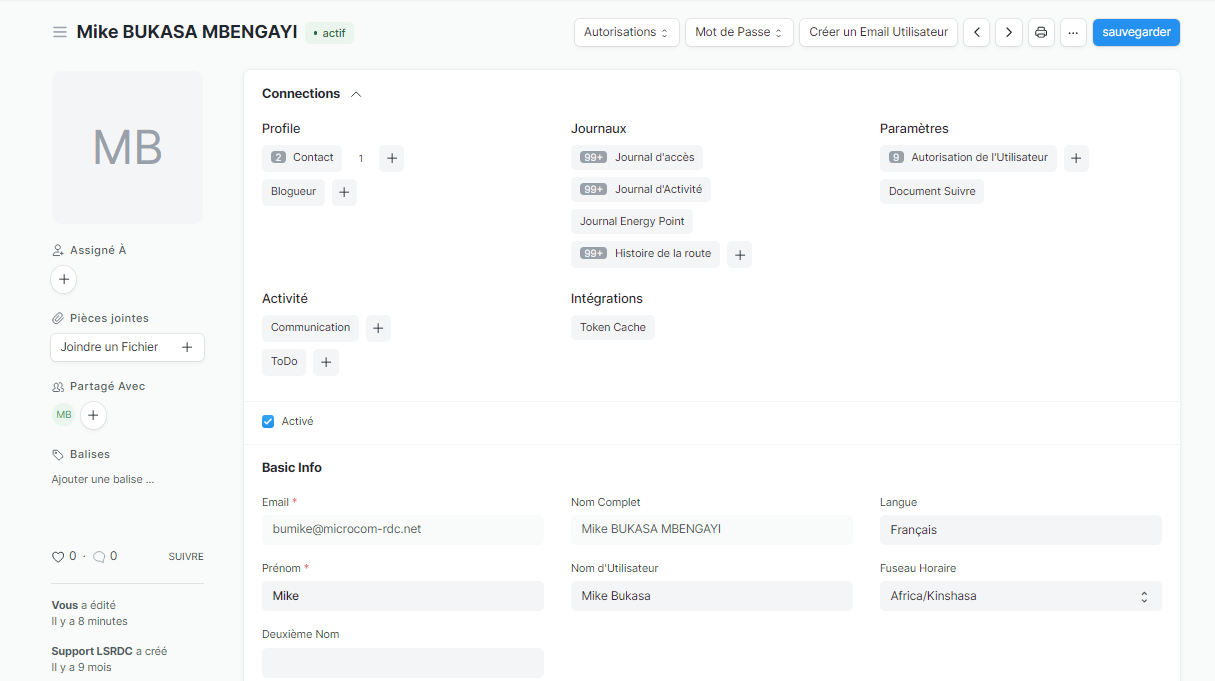 Mike BUKASA MBENGAYI
actif
Autorisations
Mot de Passe
Créer un Email Utilisateur
...
sauvegarder
MB
Assigné À
Pièces jointes
Joindre un Fichier
Partagé Avec
MB
Balises
Ajouter une balise ...
0 · 0 SUIVRE
Vous a édité
Il y a 8 minutes
Support LSRDC a créé
Il y a 9 mois
Connections
Profile
2 Contact 1
Blogueur
Journaux
99+ Journal d'accès
99+ Journal d'Activité
Journal Energy Point
99+ Histoire de la route
Paramètres
9 Autorisation de l'Utilisateur
Document Suivre
Activité
Communication
ToDo
Intégrations
Token Cache
Activé
Basic Info
Email *
bumike@microcom-rdc.net
Nom Complet
Mike BUKASA MBENGAYI
Langue
Français
Prénom *
Mike
Nom d'Utilisateur
Mike Bukasa
Fuseau Horaire
Africa/Kinshasa
Deuxième Nom